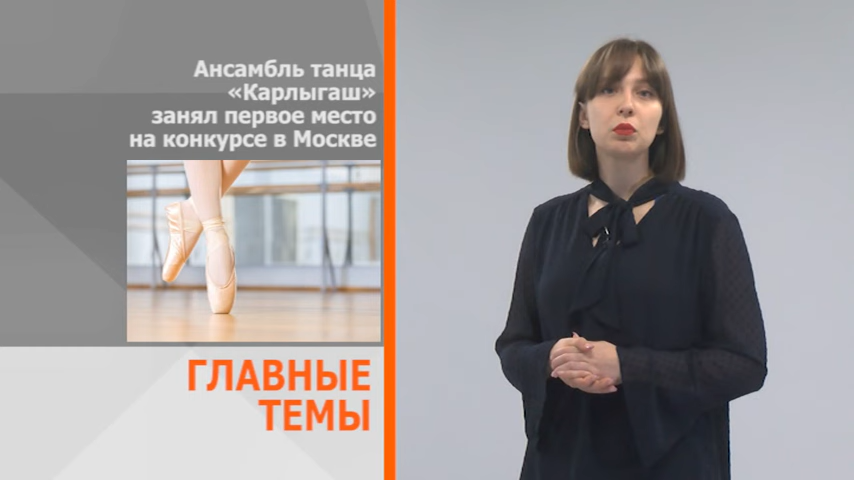 Ансамбль танца
«Карлыгаш»
занял первое место
на конкурсе в Москве
ГЛАВНЫЕ
ТЕМЫ